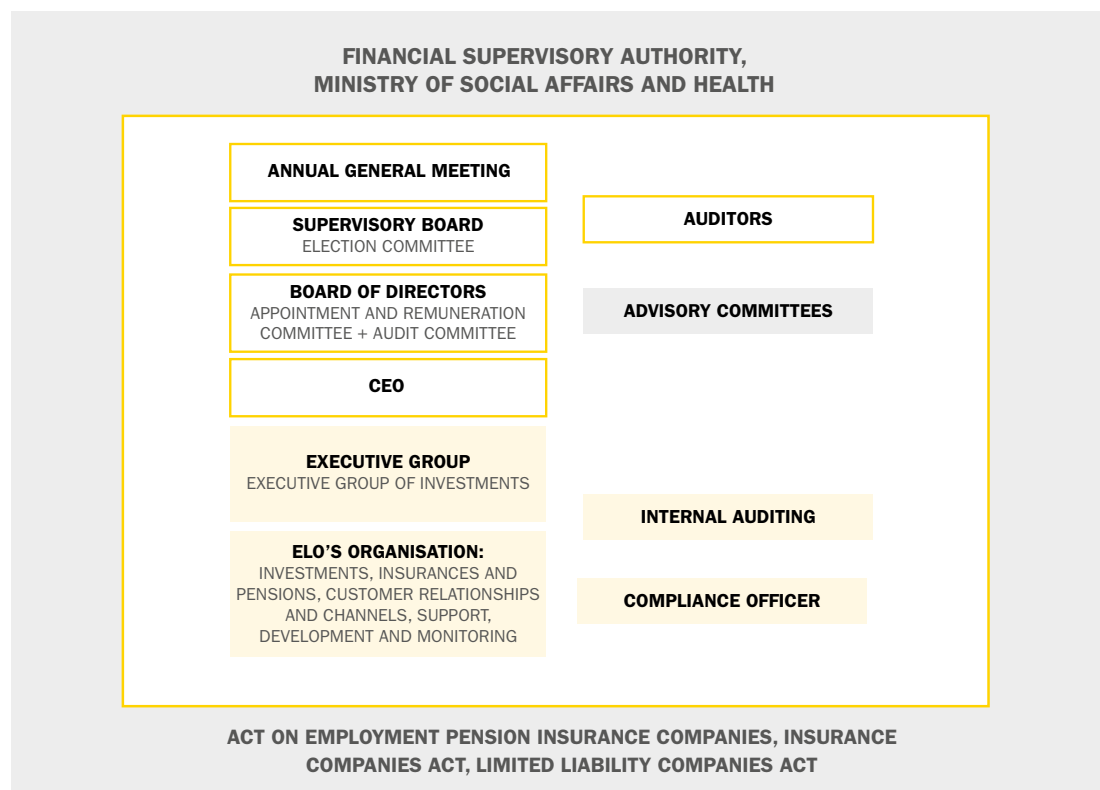 FINANCIAL SUPERVISORY AUTHORITY,
MINISTRY OF SOCIAL AFFAIRS AND HEALTH
ANNUAL GENERAL MEETING
SUPERVISORY BOARD
ELECTION COMMITTEE
BOARD OF DIRECTORS
APPOINTMENT AND REMUNERATION
COMMITTEE + AUDIT COMMITTEE
CEO
EXECUTIVE GROUP
EXECUTIVE GROUP OF INVESTMENTS
ELO’S ORGANISATION:
INVESTMENTS, INSURANCES AND
PENSIONS, CUSTOMER RELATIONSHIPS
AND CHANNELS, SUPPORT,
DEVELOPMENT AND MONITORING
AUDITORS
ADVISORY COMMITTEES
INTERNAL AUDITING
COMPLIANCE OFFICER
ACT ON EMPLOYMENT PENSION INSURANCE COMPANIES, INSURANCE
COMPANIES ACT, LIMITED LIABILITY COMPANIES ACT